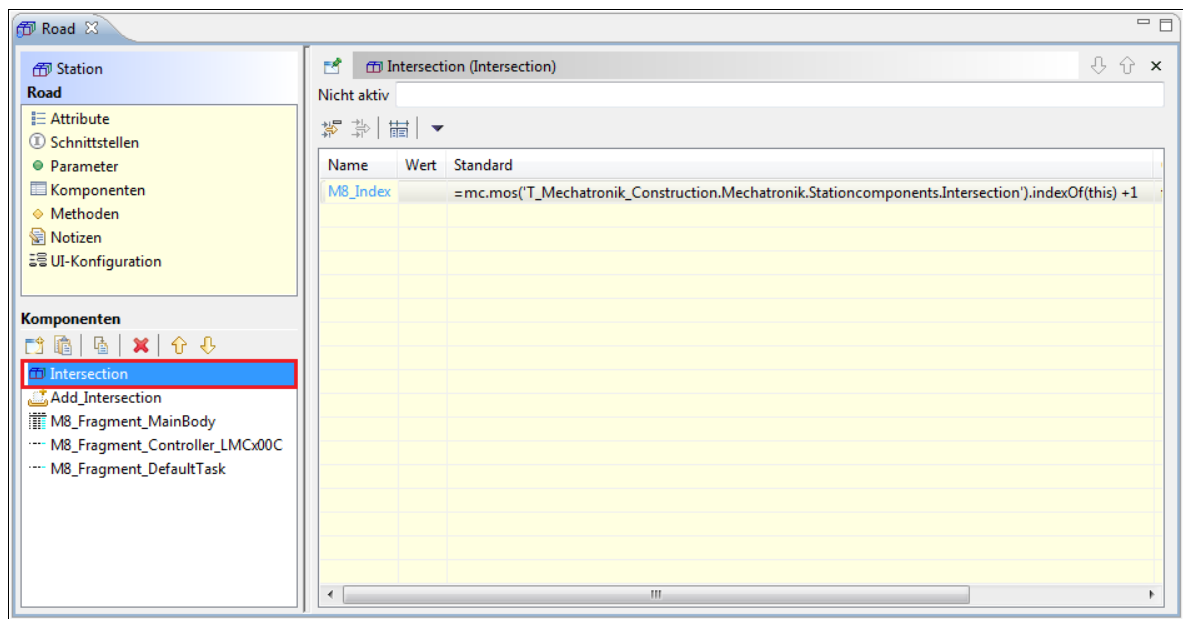 Road
Station
Road
Attribute
Schnittstellen
Parameter
Komponenten
Methoden
Notizen
UI-Konfiguration
Komponenten
Intersection
Add_Intersection
M8_Fragment_MainBody
M8_Fragment_Controller_LMCx00C
M8_Fragment_DefaultTask
Intersection (Intersection)
Nicht aktiv
Name Wert Standard
M8_Index =mc.mos('T_Mechatronik_Construction.Mechatronik.Stationcomponents.Intersection').indexOf(this) +1